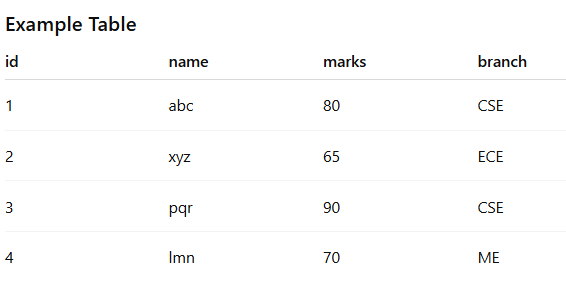 Example Table
id name marks branch
1 abc 80 CSE
2 xyz 65 ECE
3 pqr 90 CSE
4 lmn 70 ME